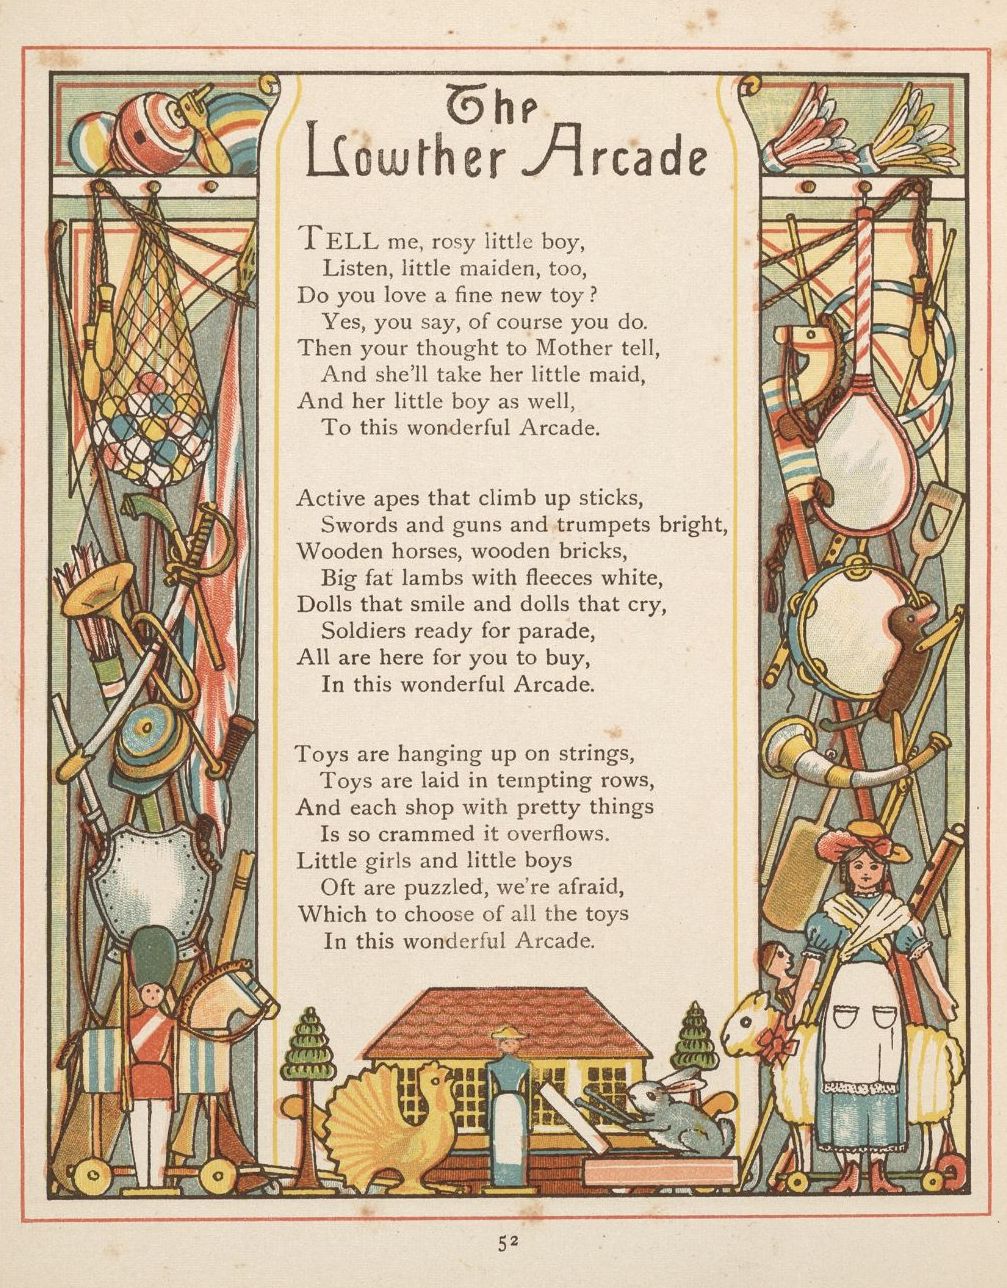 The
Lowther Arcade
TELL me, rosy little boy,
Listen, little maiden, too,
Do you love a fine new toy?
Yes, you say, of course you do.
Then your thought to Mother tell,
And she'll take her little maid,
And her little boy as well,
To this wonderful Arcade.
Active apes that climb up sticks,
Swords and guns and trumpets bright,
Wooden horses, wooden bricks,
Big fat lambs with fleeces white,
Dolls that smile and dolls that cry,
Soldiers ready for parade,
All are here for you to buy,
In this wonderful Arcade.
Toys are hanging up on strings,
Toys are laid in tempting rows,
And each shop with pretty things
Is so crammed it overflows.
Little girls and little boys
Oft are puzzled, we're afraid,
Which to choose of all the toys
In this wonderful Arcade.
52